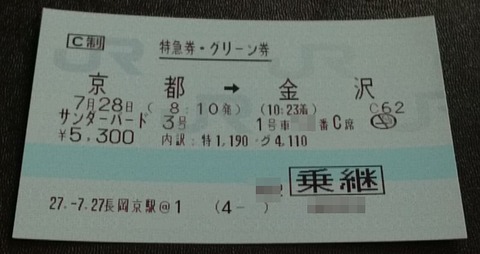 C制
特急券・グリーン券
京 都 → 金 沢
7月28日 ( 8:10発) (10:23着) C62
サンダーバード 3号 1号車 番C席
￥5,300 内訳:特1,190・グ4,110
乗継
27.-7.27長岡京駅@1 (4- )